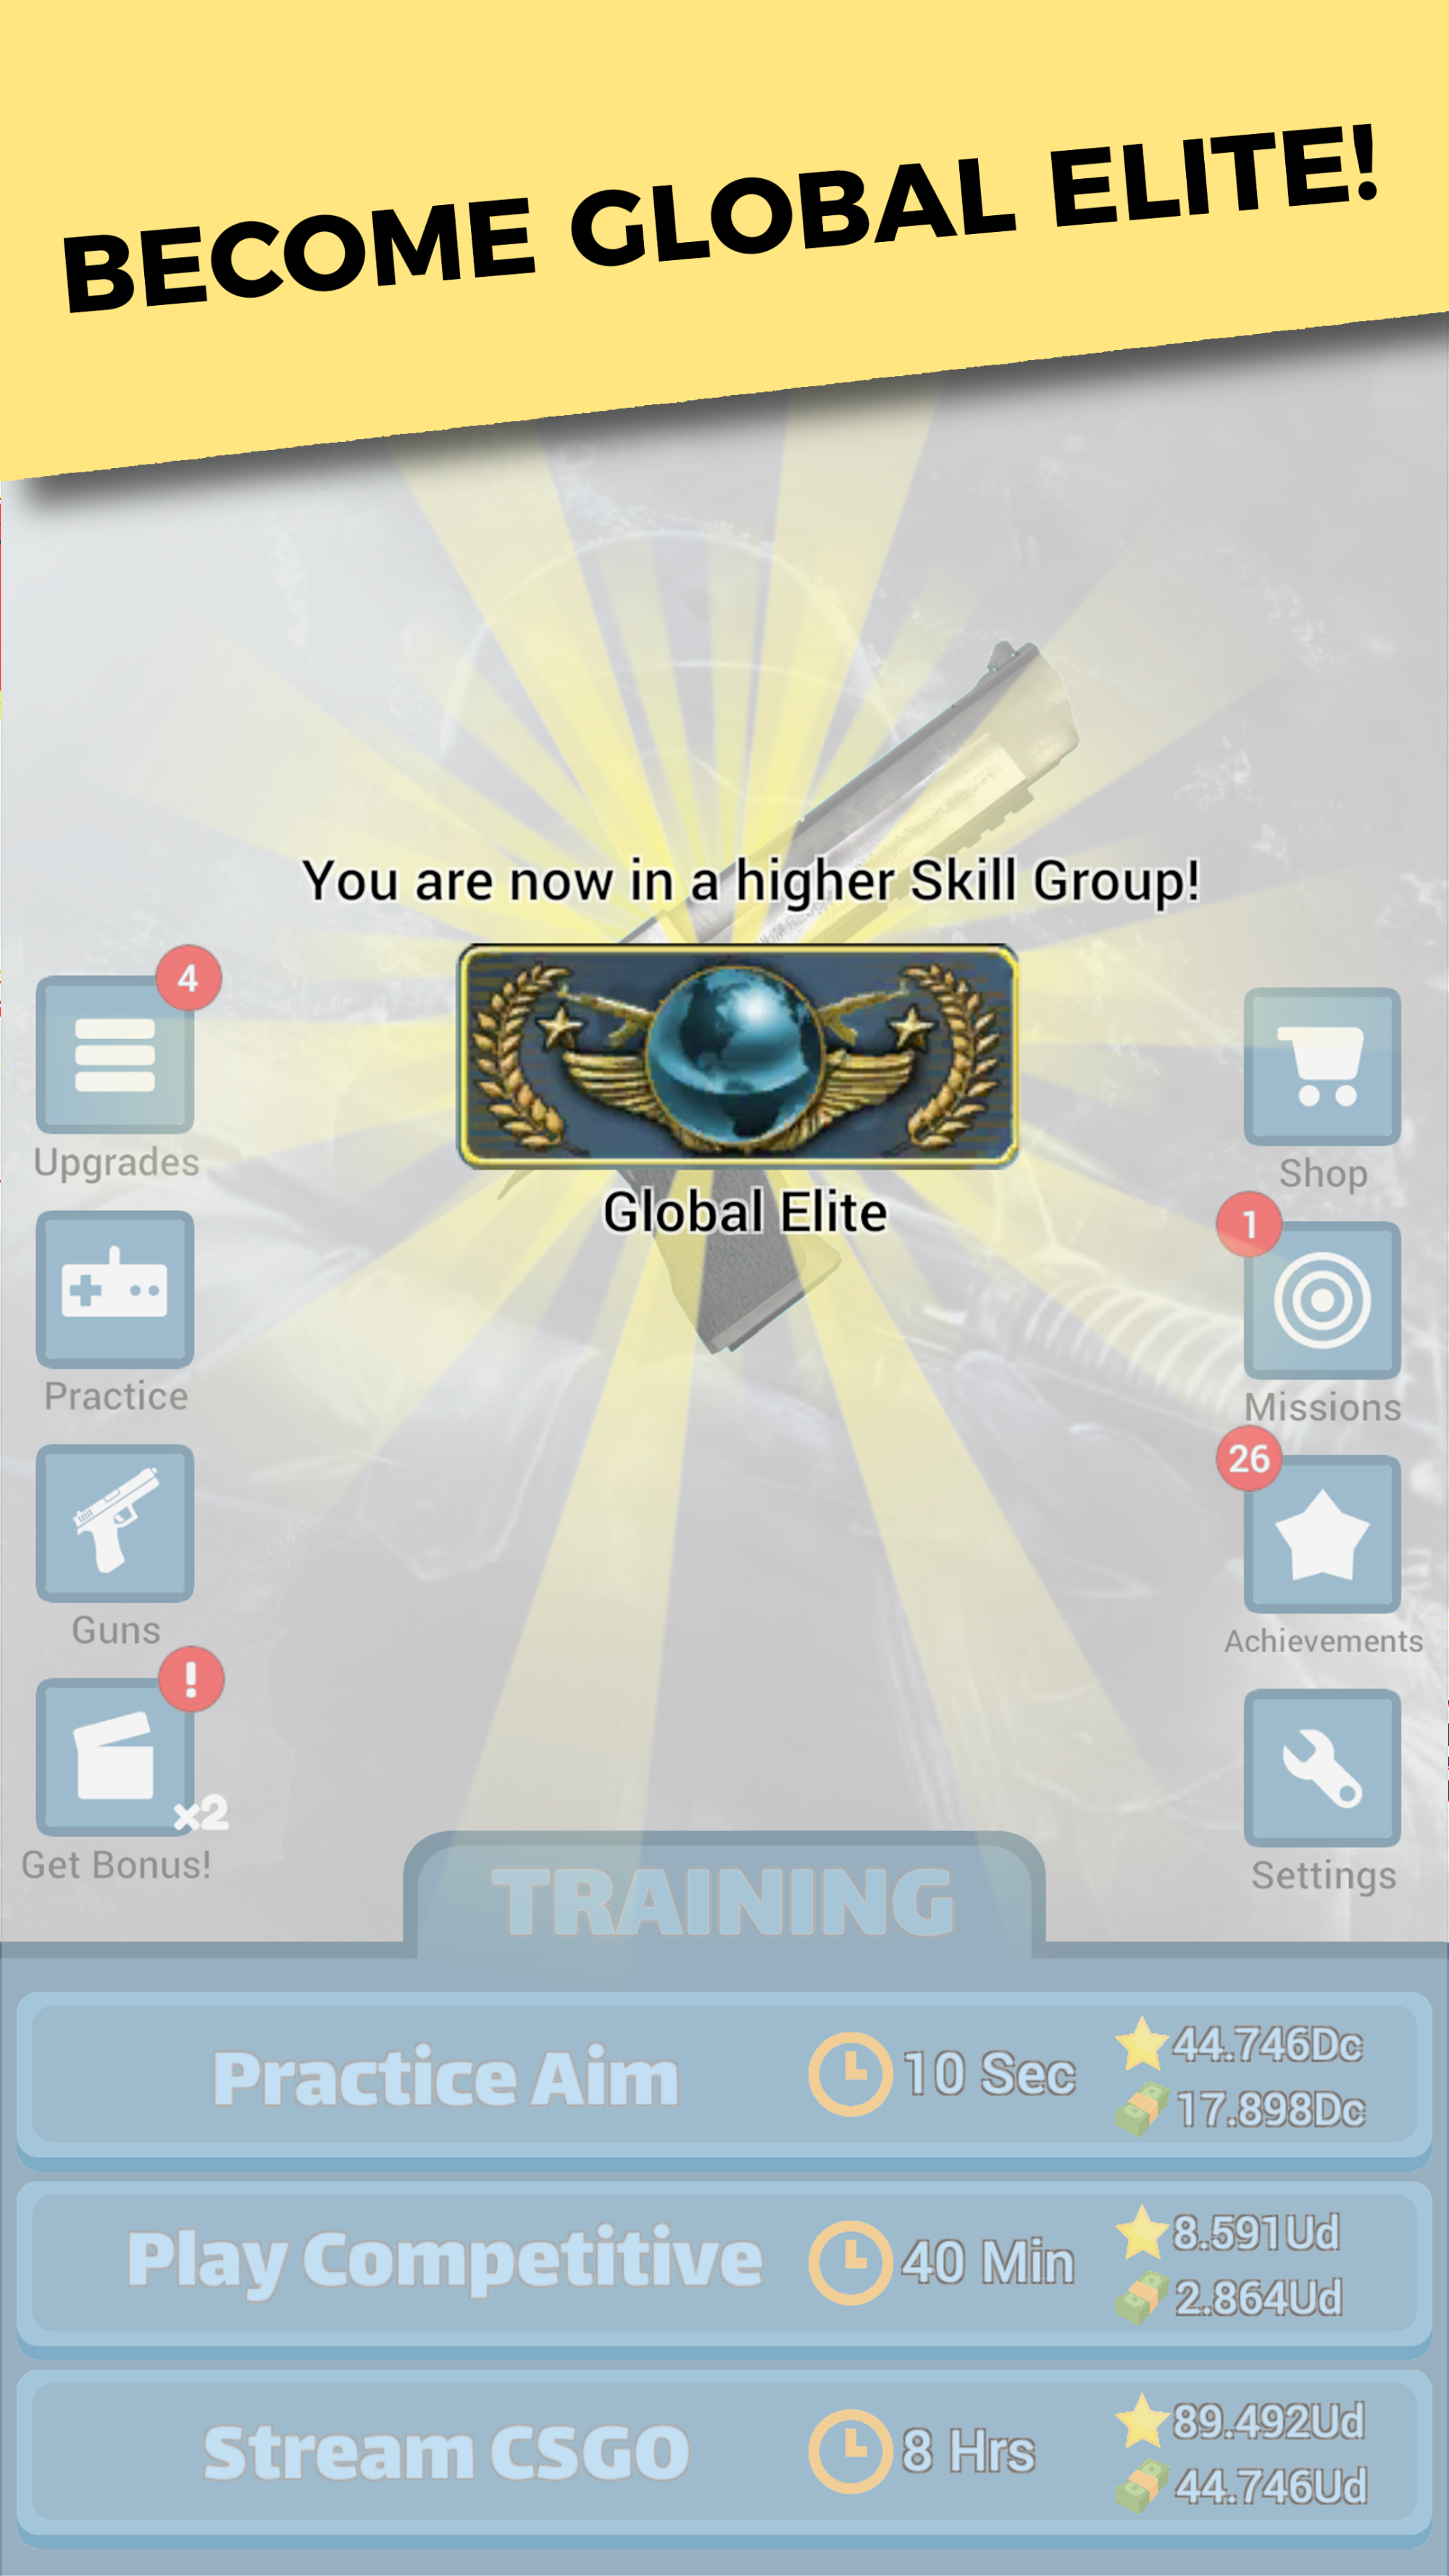 BECOME GLOBAL ELITE!
You are now in a higher Skill Group!
Global Elite
4
Upgrades
Practice
Guns
!
x2
Get Bonus!
Shop
1
Missions
26
Achievements
Settings
TRAINING
Practice Aim
10 Sec
44.746Dc
17.898Dc
Play Competitive
40 Min
8.591Ud
2.864Ud
Stream CSGO
8 Hrs
89.492Ud
44.746Ud